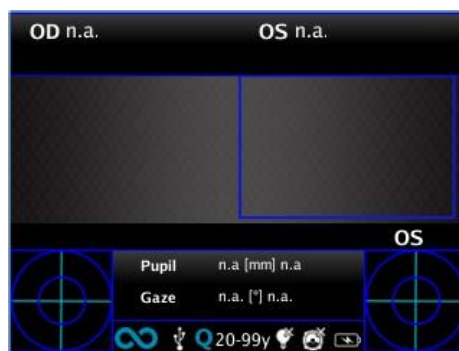 OD n.a. OS n.a.
OS
Pupil n.a [mm] n.a
Gaze n.a. [°] n.a.
Q 20-99y